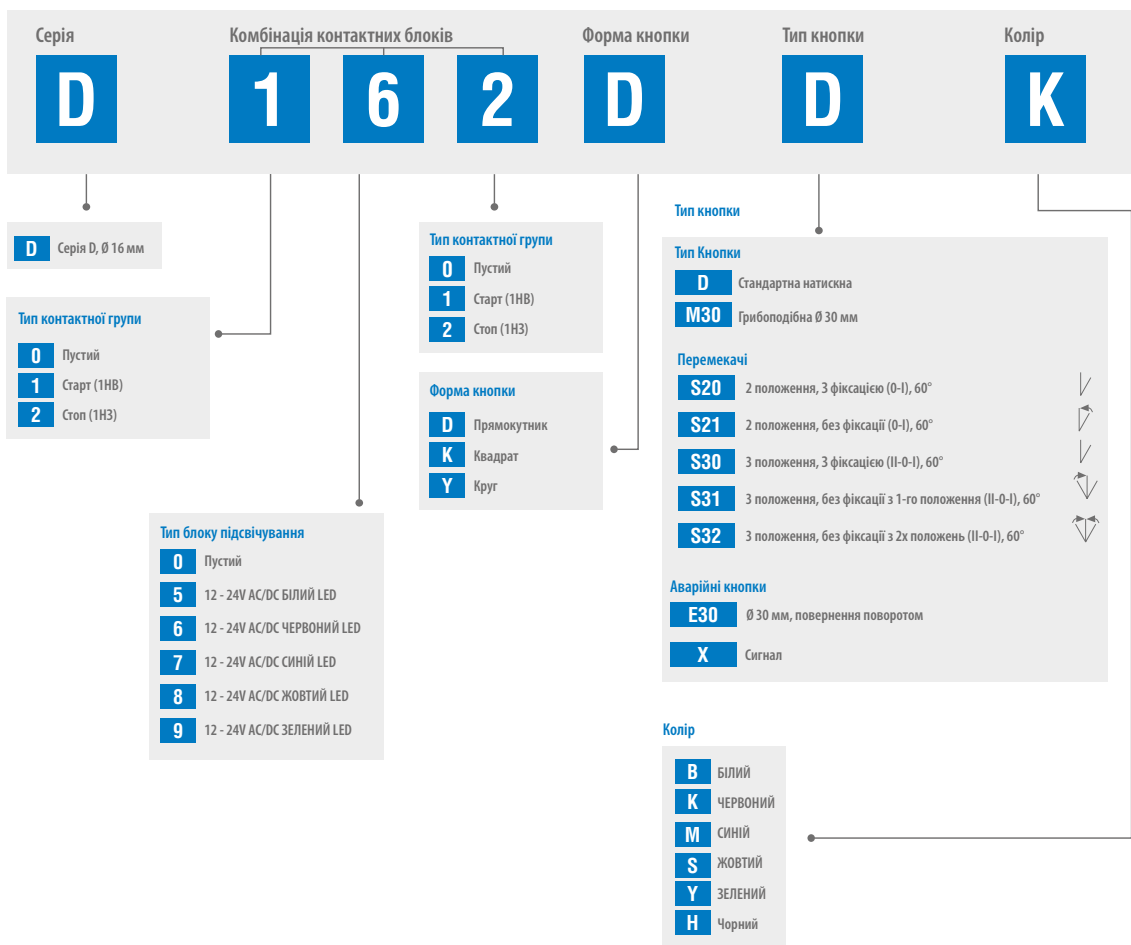 Серія Комбінація контактних блоків Форма кнопки Тип кнопки Колір
D 1 6 2 D D K
D Серія D, Ø 16 мм
Тип контактної групи
0 Пустий
1 Старт (1НВ)
2 Стоп (1НЗ)
Тип блоку підсвічування
0 Пустий
5 12 - 24V AC/DC БІЛИЙ LED
6 12 - 24V AC/DC ЧЕРВОНИЙ LED
7 12 - 24V AC/DC СИНІЙ LED
8 12 - 24V AC/DC ЖОВТИЙ LED
9 12 - 24V AC/DC ЗЕЛЕНИЙ LED
Тип контактної групи
0 Пустий
1 Старт (1НВ)
2 Стоп (1НЗ)
Форма кнопки
D Прямокутник
K Квадрат
Y Круг
Тип кнопки
Тип Кнопки
D Стандартна натискна
M30 Грибоподібна Ø 30 мм
Перемекачі
S20 2 положення, З фіксацією (0-I), 60°
S21 2 положення, без фіксації (0-I), 60°
S30 3 положення, З фіксацією (II-0-I), 60°
S31 3 положення, без фіксації з 1-го положення (II-0-I), 60°
S32 3 положення, без фіксації з 2х положень (II-0-I), 60°
Аварійні кнопки
E30 Ø 30 мм, повернення поворотом
X Сигнал
Колір
B БІЛИЙ
K ЧЕРВОНИЙ
M СИНІЙ
S ЖОВТИЙ
Y ЗЕЛЕНИЙ
H Чорний